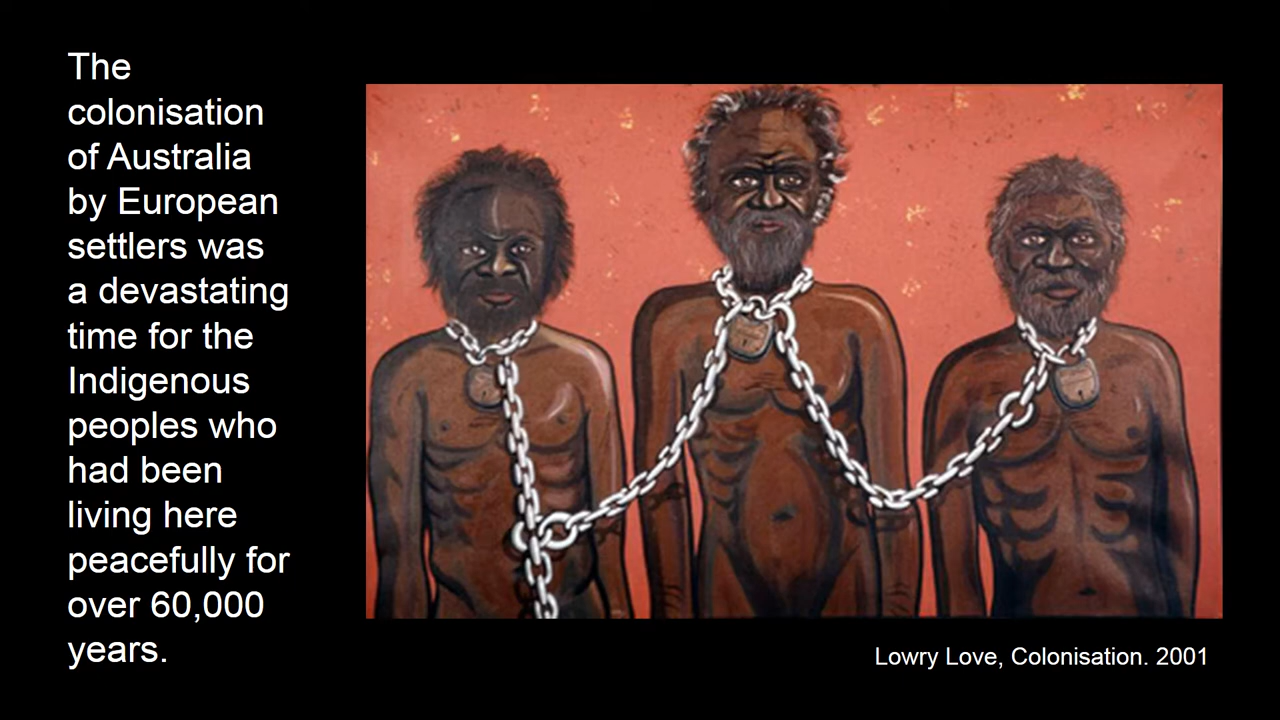 The
colonisation
of Australia
by European
settlers was
a devastating
time for the
Indigenous
peoples who
had been
living here
peacefully for
over 60,000
years.
Lowry Love, Colonisation. 2001